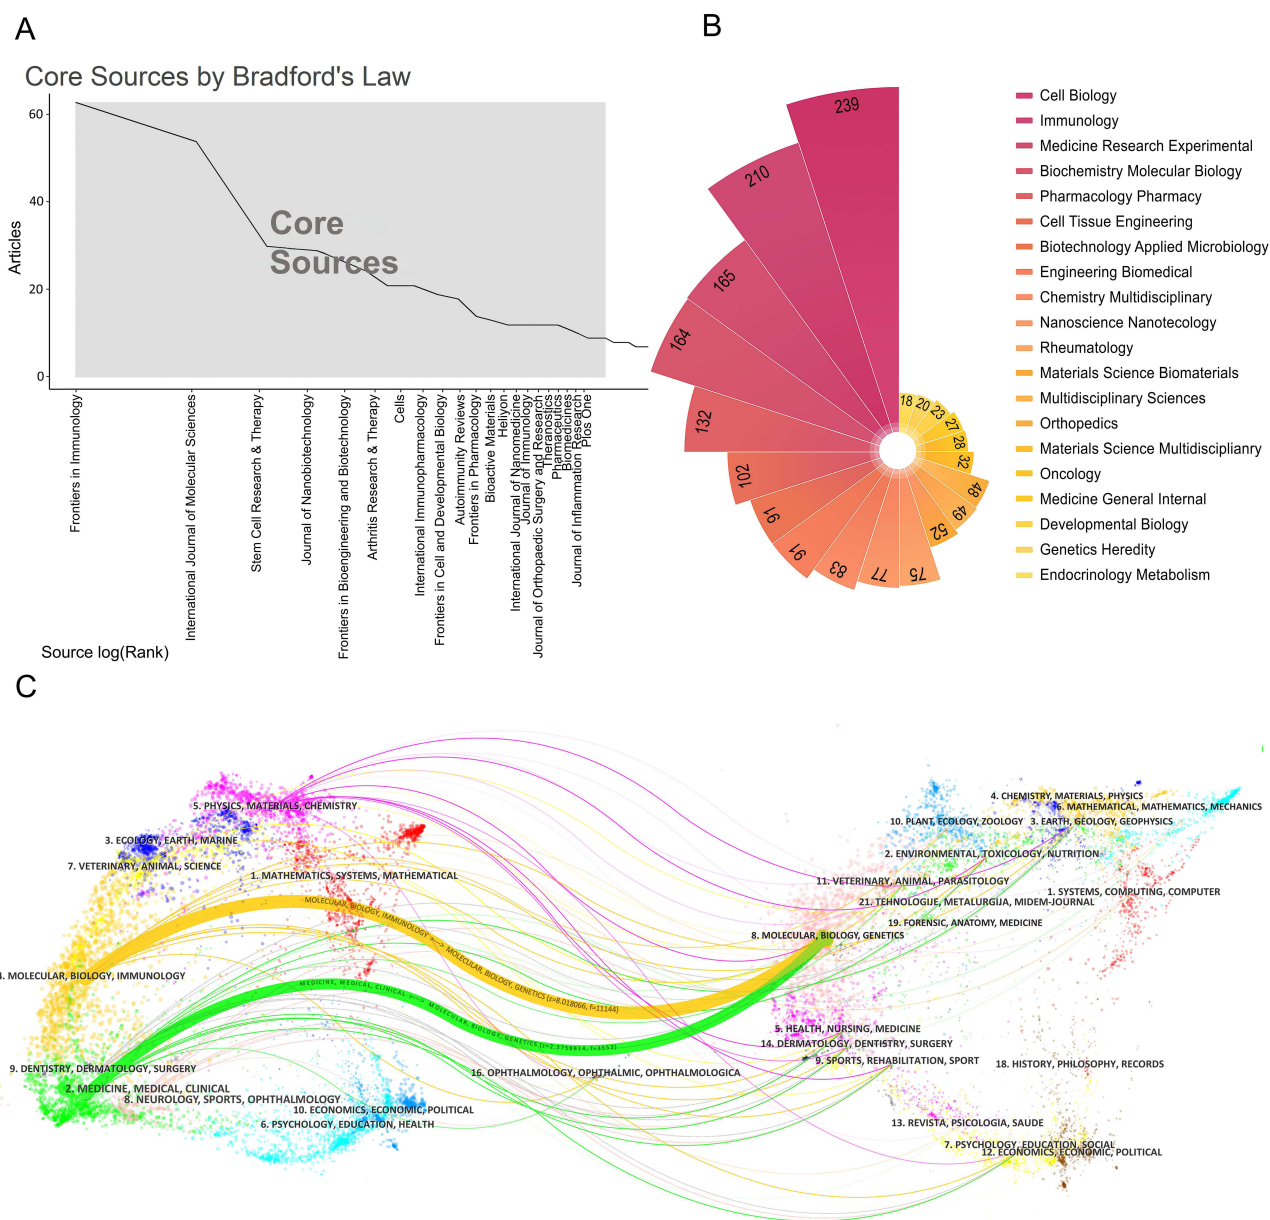 A
Core Sources by Bradford's Law
Articles
60
40
20
0
Core
Sources
Frontiers in Immunology
International Journal of Molecular Sciences
Stem Cell Research & Therapy
Journal of Nanobiotechnology
Frontiers in Bioengineering and Biotechnology
Arthritis Research & Therapy
Cells
International Immunopharmacology
Frontiers in Cell and Developmental Biology
Autoimmunity Reviews
Frontiers in Pharmacology
Bioactive Materials
Heliyon
International Journal of Nanomedicine
Journal of Immunology
Journal of Orthopaedic Surgery and Research
Theranostics
Pharmaceutics
Biomedicines
Journal of Inflammation Research
Plos One
Source log(Rank)
B
239
210
165
164
132
102
91
91
83
77
75
52
49
48
32
28
27
23
20
18
Cell Biology
Immunology
Medicine Research Experimental
Biochemistry Molecular Biology
Pharmacology Pharmacy
Cell Tissue Engineering
Biotechnology Applied Microbiology
Engineering Biomedical
Chemistry Multidisciplinary
Nanoscience Nanotecology
Rheumatology
Materials Science Biomaterials
Multidisciplinary Sciences
Orthopedics
Materials Science Multidisciplianry
Oncology
Medicine General Internal
Developmental Biology
Genetics Heredity
Endocrinology Metabolism
C
5. PHYSICS, MATERIALS, CHEMISTRY
3. ECOLOGY, EARTH, MARINE
7. VETERINARY, ANIMAL, SCIENCE
1. MATHEMATICS, SYSTEMS, MATHEMATICAL
MOLECULAR, BIOLOGY, IMMUNOLOGY >---> MOLECULAR, BIOLOGY, GENETICS (z=8.018066, f=11144)
4. MOLECULAR, BIOLOGY, IMMUNOLOGY
MEDICINE, MEDICAL, CLINICAL >---> MOLECULAR, BIOLOGY, GENETICS (z=2.3758614, f=3553)
9. DENTISTRY, DERMATOLOGY, SURGERY
2. MEDICINE, MEDICAL, CLINICAL
8. NEUROLOGY, SPORTS, OPHTHALMOLOGY
10. ECONOMICS, ECONOMIC, POLITICAL
6. PSYCHOLOGY, EDUCATION, HEALTH
4. CHEMISTRY, MATERIALS, PHYSICS
6. MATHEMATICAL, MATHEMATICS, MECHANICS
10. PLANT, ECOLOGY, ZOOLOGY
3. EARTH, GEOLOGY, GEOPHYSICS
2. ENVIRONMENTAL, TOXICOLOGY, NUTRITION
11. VETERINARY, ANIMAL, PARASITOLOGY
1. SYSTEMS, COMPUTING, COMPUTER
21. TEHNOLOGIJE, METALURGIJA, MIDEM-JOURNAL
19. FORENSIC, ANATOMY, MEDICINE
8. MOLECULAR, BIOLOGY, GENETICS
5. HEALTH, NURSING, MEDICINE
14. DERMATOLOGY, DENTISTRY, SURGERY
9. SPORTS, REHABILITATION, SPORT
18. HISTORY, PHILOSOPHY, RECORDS
16. OPHTHALMOLOGY, OPHTHALMIC, OPHTHALMOLOGICA
13. REVISTA, PSICOLOGIA, SAUDE
7. PSYCHOLOGY, EDUCATION, SOCIAL
12. ECONOMICS, ECONOMIC, POLITICAL